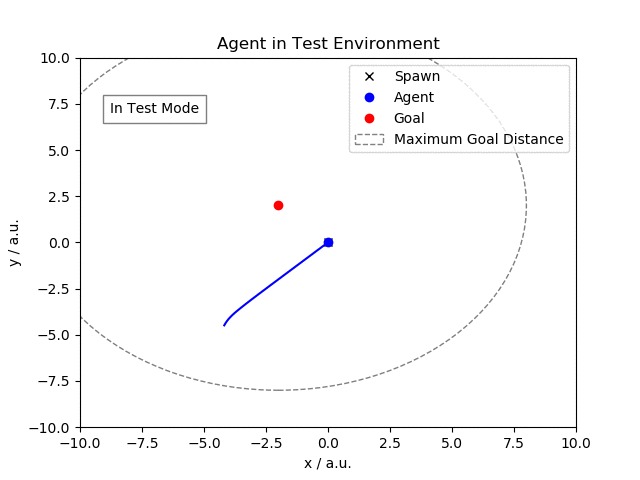 Agent in Test Environment
10.0
7.5
5.0
2.5
0.0
−2.5
−5.0
−7.5
−10.0
y / a.u.
In Test Mode
Spawn
Agent
Goal
Maximum Goal Distance
−10.0 −7.5 −5.0 −2.5 0.0 2.5 5.0 7.5 10.0
x / a.u.